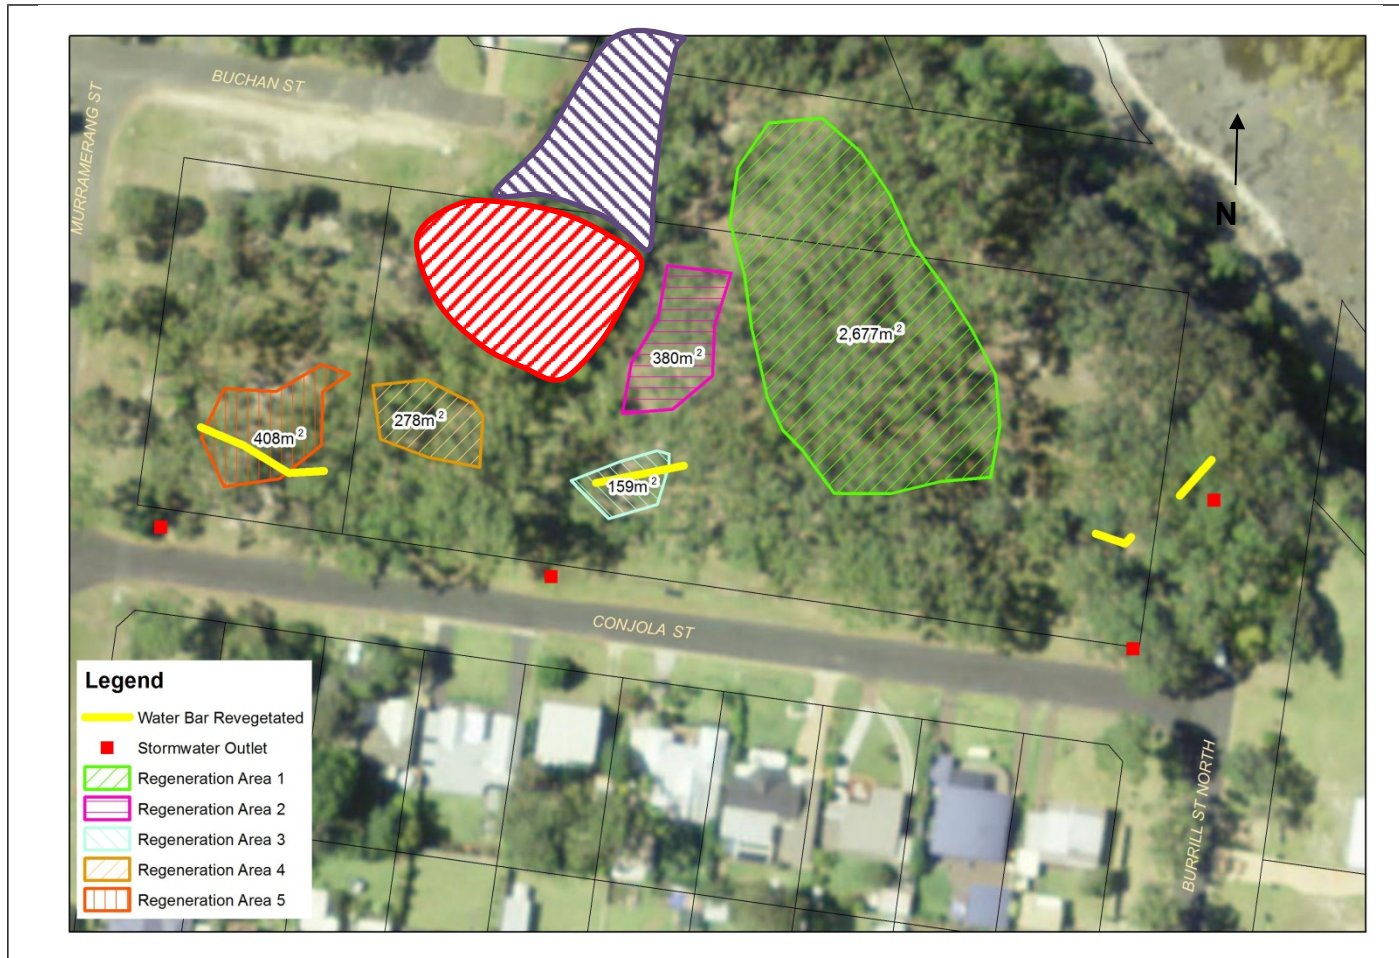 BUCHAN ST
MURRAMERANG ST
N
2,677m²
380m²
278m²
408m²
159m²
CONJOLA ST
BURRILL ST NORTH
Legend
Water Bar Revegetated
Stormwater Outlet
Regeneration Area 1
Regeneration Area 2
Regeneration Area 3
Regeneration Area 4
Regeneration Area 5